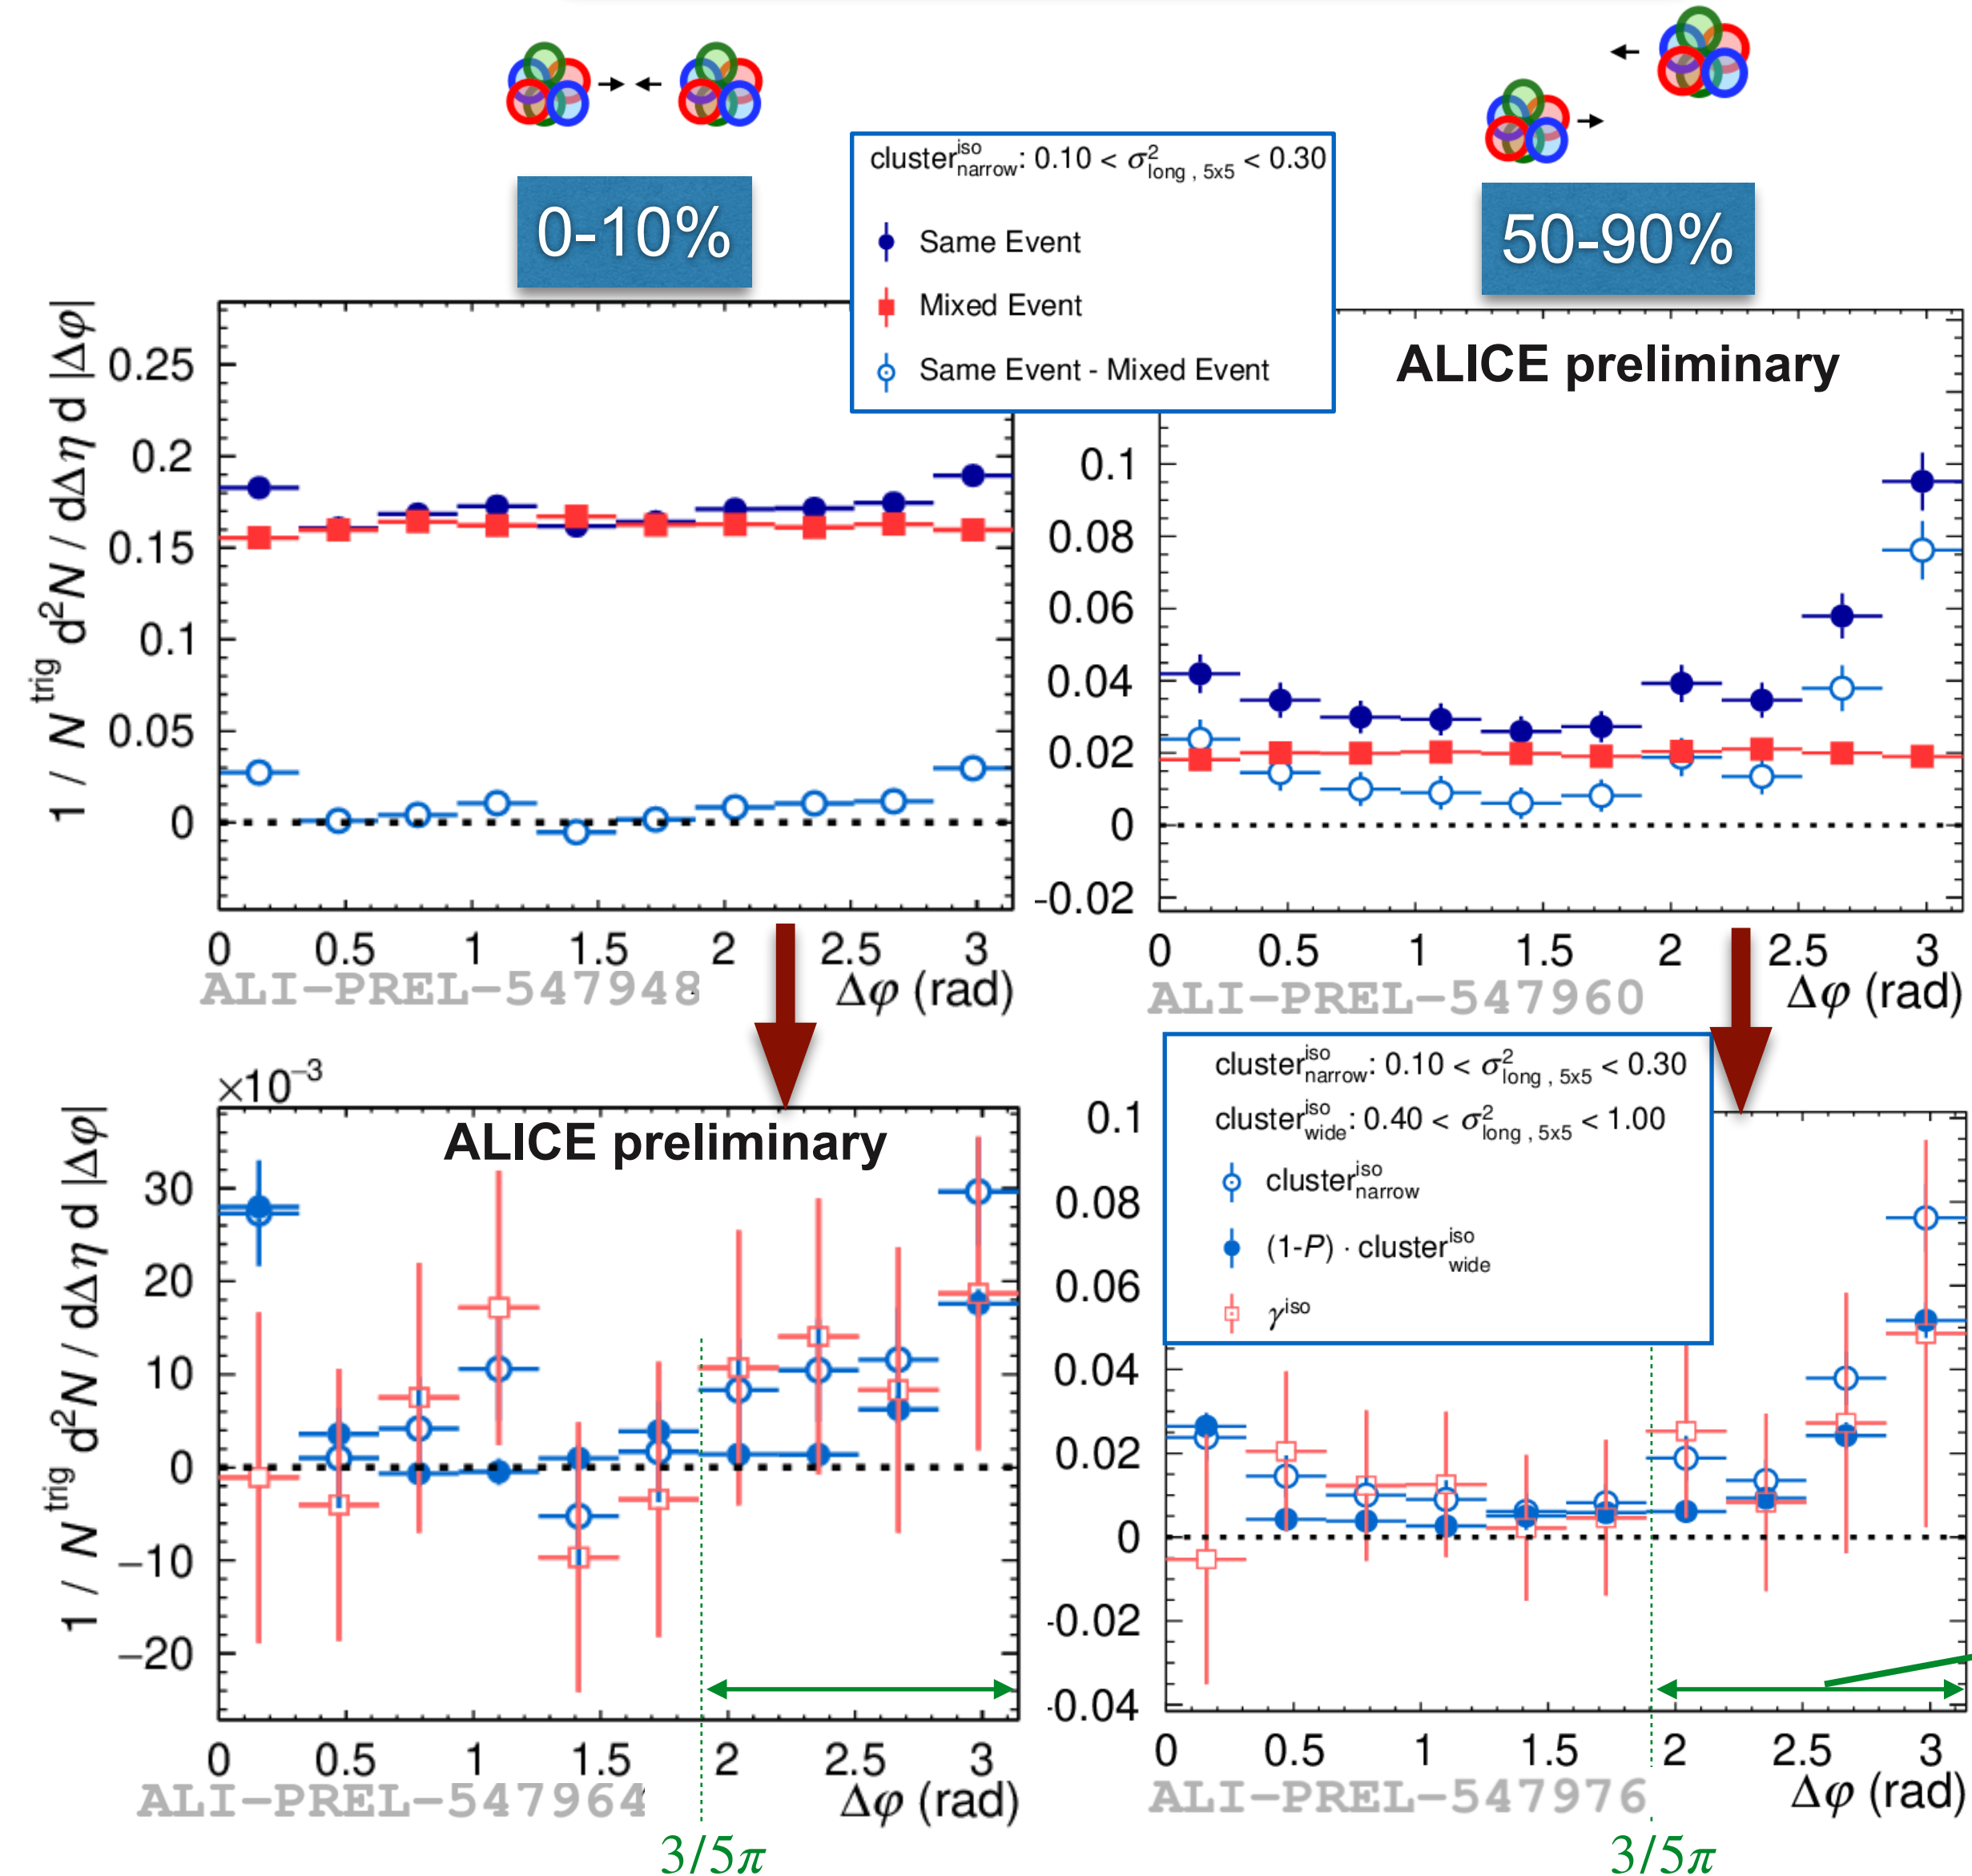 0-10%
50-90%
cluster^iso_narrow: 0.10 < σ²_long , 5x5 < 0.30
Same Event
Mixed Event
Same Event - Mixed Event
ALICE preliminary
1 / N^trig d²N / dΔη d |Δφ|
0.25
0.2
0.15
0.1
0.05
0
0 0.5 1 1.5 2 2.5 3
Δφ (rad)
ALI-PREL-547948
0.1
0.08
0.06
0.04
0.02
0
-0.02
0 0.5 1 1.5 2 2.5 3
Δφ (rad)
ALI-PREL-547960
×10⁻³
ALICE preliminary
1 / N^trig d²N / dΔη d |Δφ|
30
20
10
0
−10
−20
0 0.5 1 1.5 2 2.5 3
Δφ (rad)
ALI-PREL-547964
3/5π
cluster^iso_narrow: 0.10 < σ²_long , 5x5 < 0.30
cluster^iso_wide: 0.40 < σ²_long , 5x5 < 1.00
cluster^iso_narrow
(1-P) · cluster^iso_wide
γ^iso
0.1
0.08
0.06
0.04
0.02
0
-0.02
-0.04
0 0.5 1 1.5 2 2.5 3
Δφ (rad)
ALI-PREL-547976
3/5π